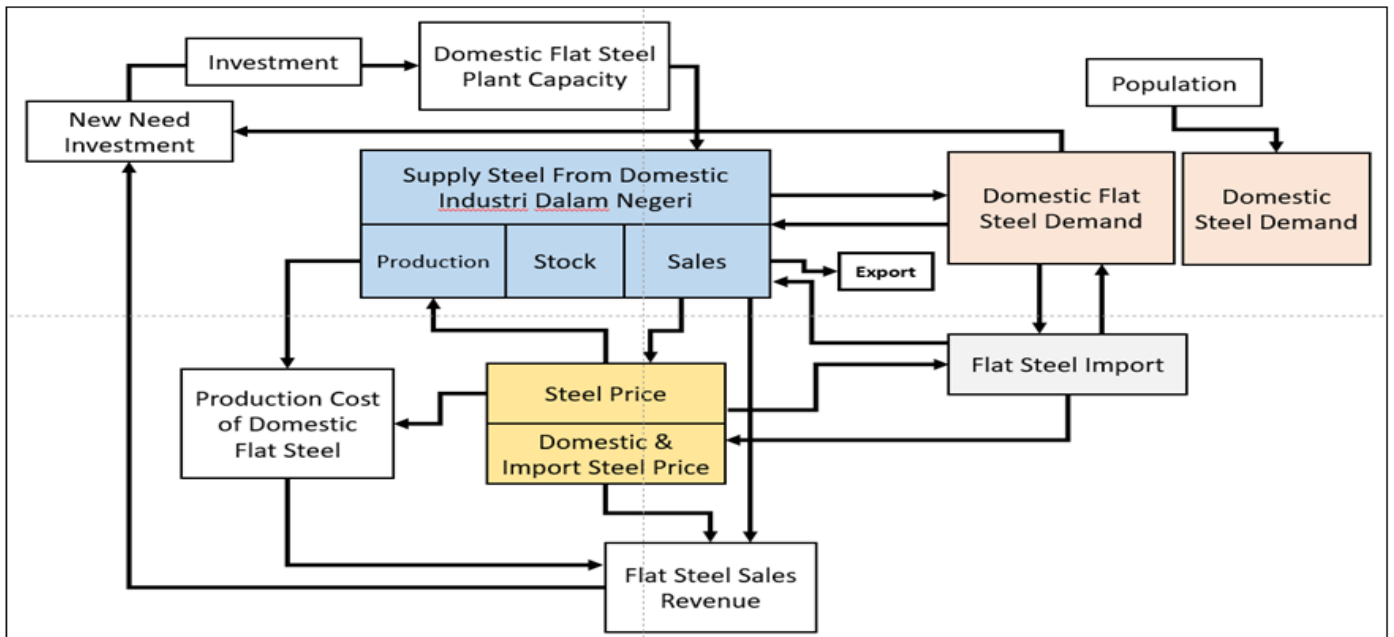 Investment
Domestic Flat Steel
Plant Capacity
Population
New Need
Investment
Supply Steel From Domestic
Industri Dalam Negeri
Domestic Flat
Steel Demand
Domestic
Steel Demand
Production
Stock
Sales
Export
Flat Steel Import
Production Cost
of Domestic
Flat Steel
Steel Price
Domestic &
Import Steel Price
Flat Steel Sales
Revenue